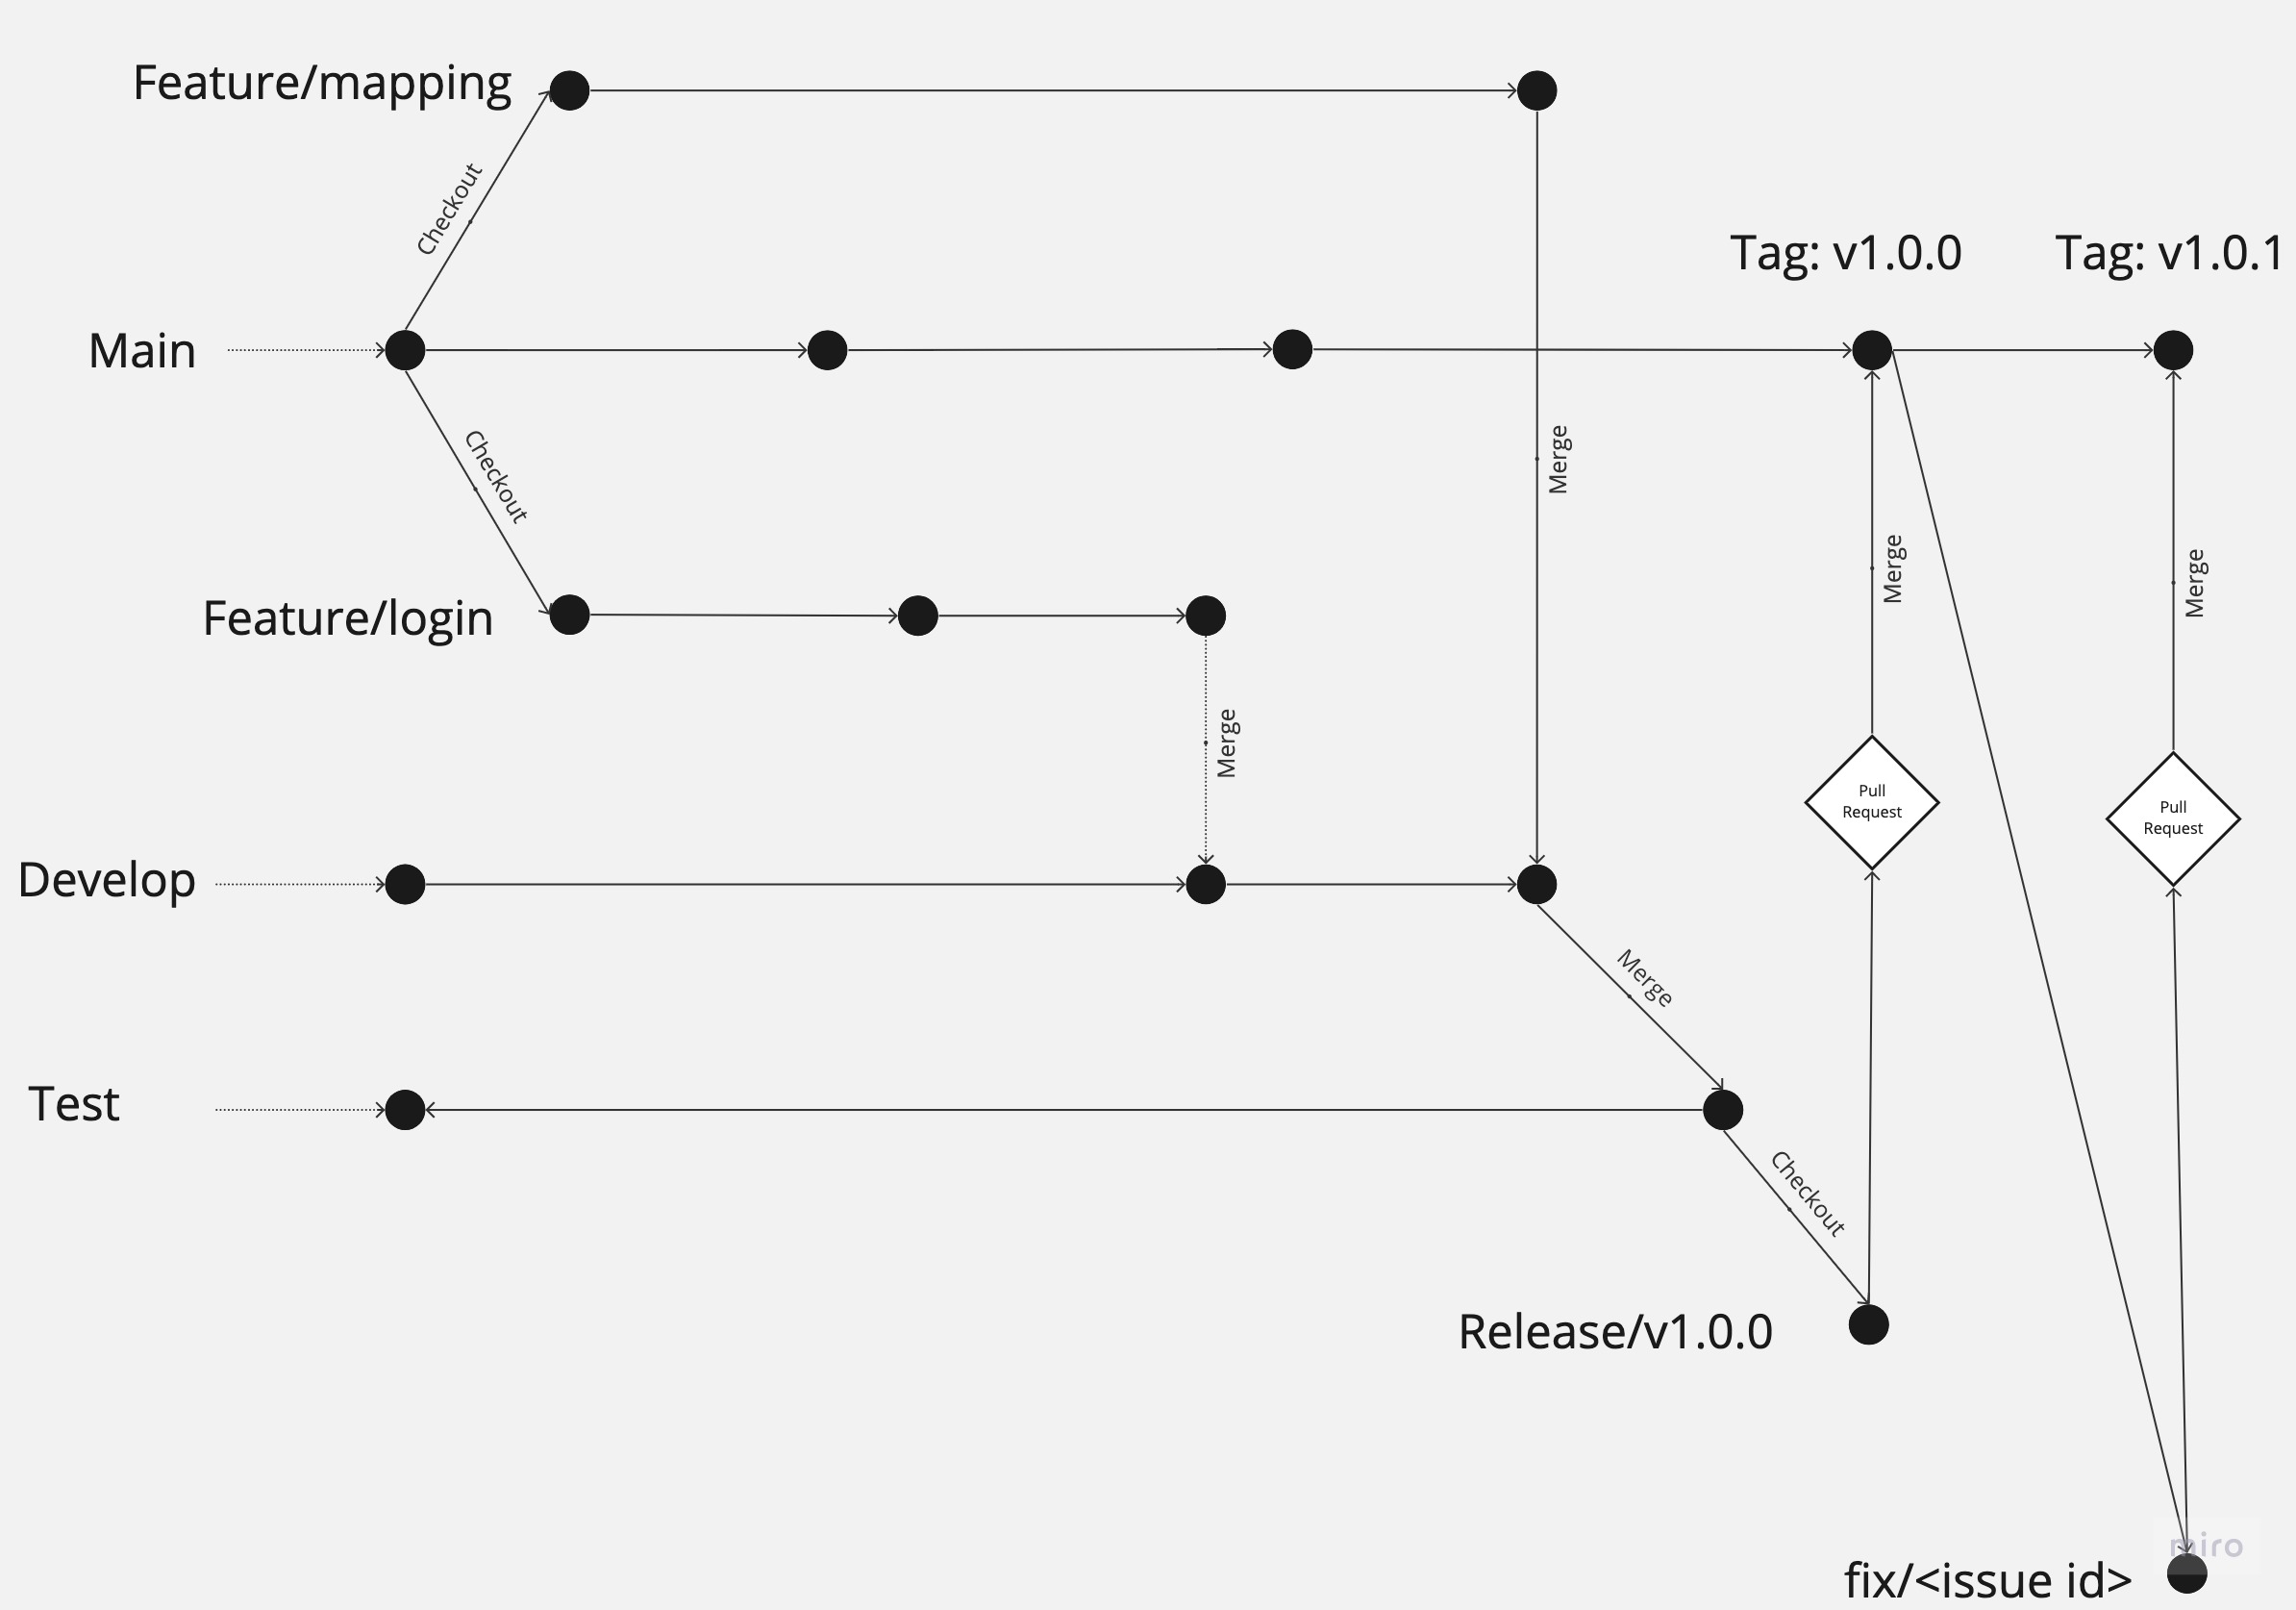 Feature/mapping
Checkout
Tag: v1.0.0
Tag: v1.0.1
Main
Checkout
Merge
Merge
Merge
Feature/login
Merge
Pull
Request
Pull
Request
Develop
Merge
Test
Checkout
Release/v1.0.0
miro
fix/<issue id>